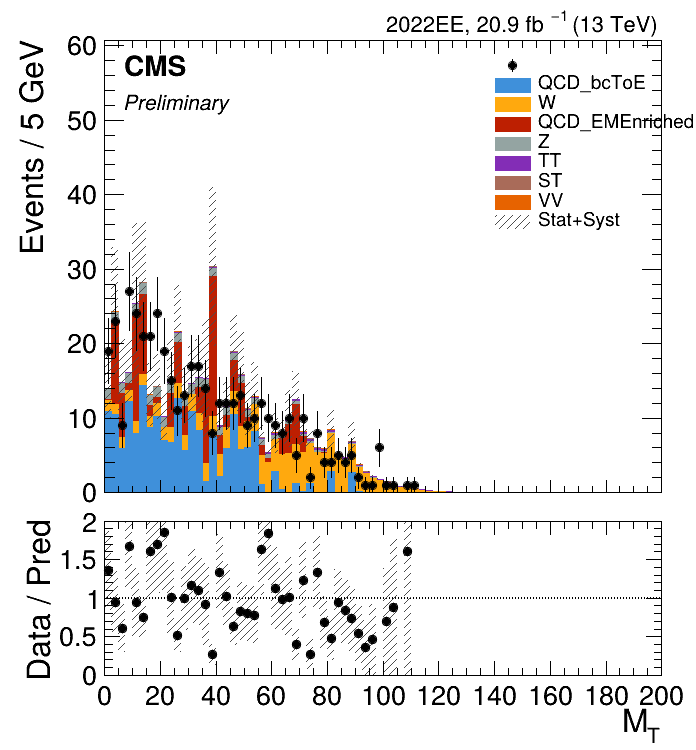 2022EE, 20.9 fb⁻¹ (13 TeV)
CMS
Preliminary
QCD_bcToE
W
QCD_EMEnriched
Z
TT
ST
VV
Stat+Syst
Events / 5 GeV
60
50
40
30
20
10
0
Data / Pred
2
1.5
1
0.5
0
0 20 40 60 80 100 120 140 160 180 200
M_T